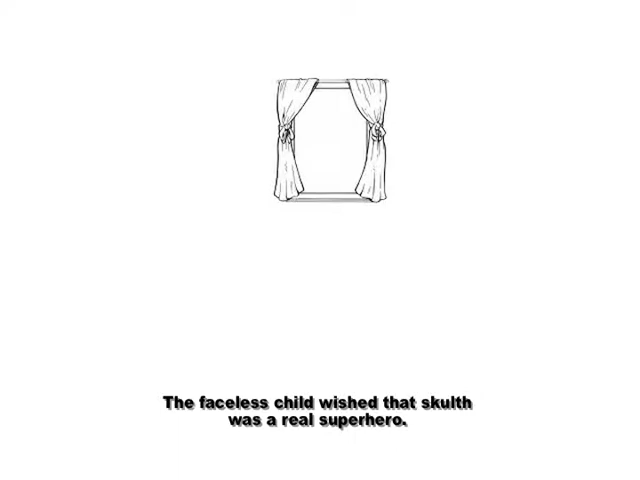 The faceless child wished that skulth
was a real superhero.